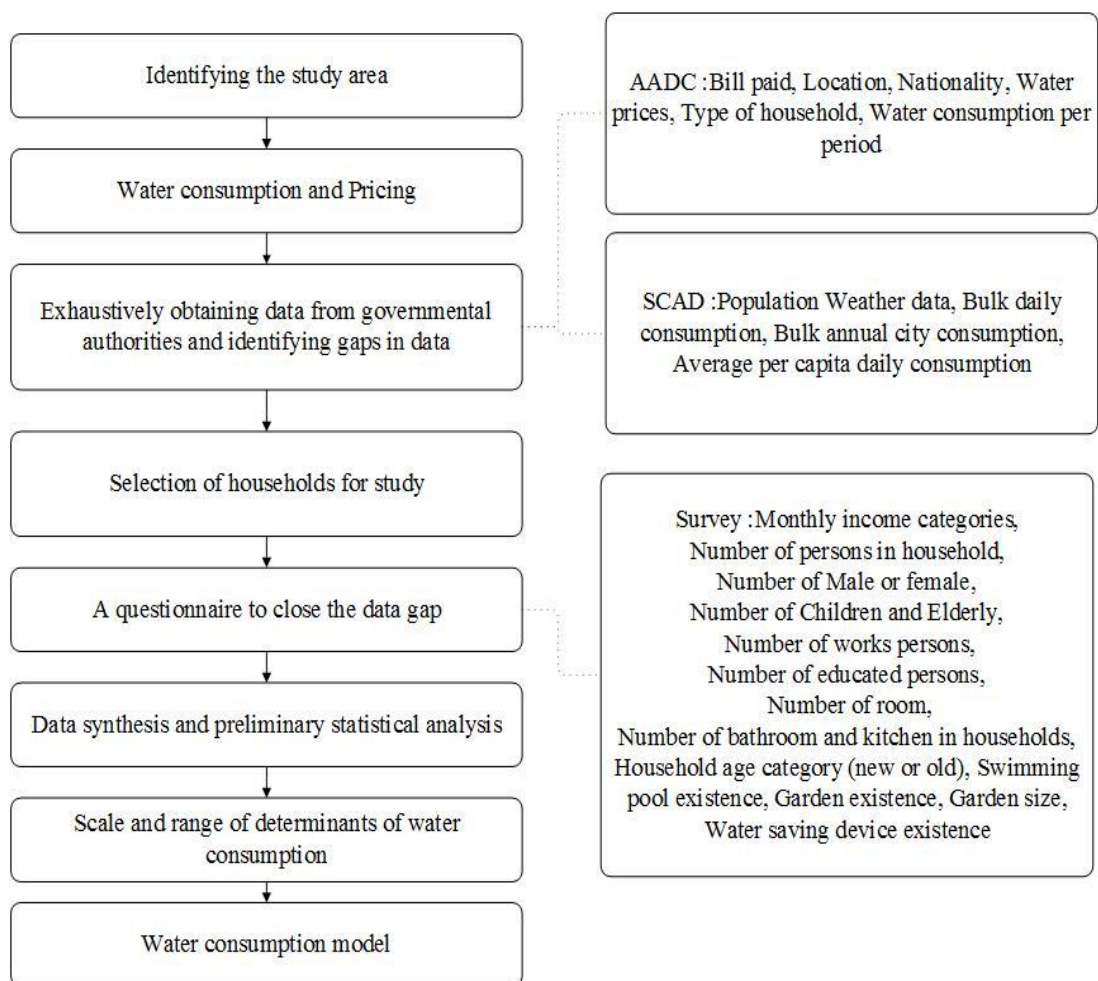 Identifying the study area
Water consumption and Pricing
Exhaustively obtaining data from governmental
authorities and identifying gaps in data
Selection of households for study
A questionnaire to close the data gap
Data synthesis and preliminary statistical analysis
Scale and range of determinants of water
consumption
Water consumption model
AADC :Bill paid, Location, Nationality, Water
prices, Type of household, Water consumption per
period
SCAD :Population Weather data, Bulk daily
consumption, Bulk annual city consumption,
Average per capita daily consumption
Survey :Monthly income categories,
Number of persons in household,
Number of Male or female,
Number of Children and Elderly,
Number of works persons,
Number of educated persons,
Number of room,
Number of bathroom and kitchen in households,
Household age category (new or old), Swimming
pool existence, Garden existence, Garden size,
Water saving device existence